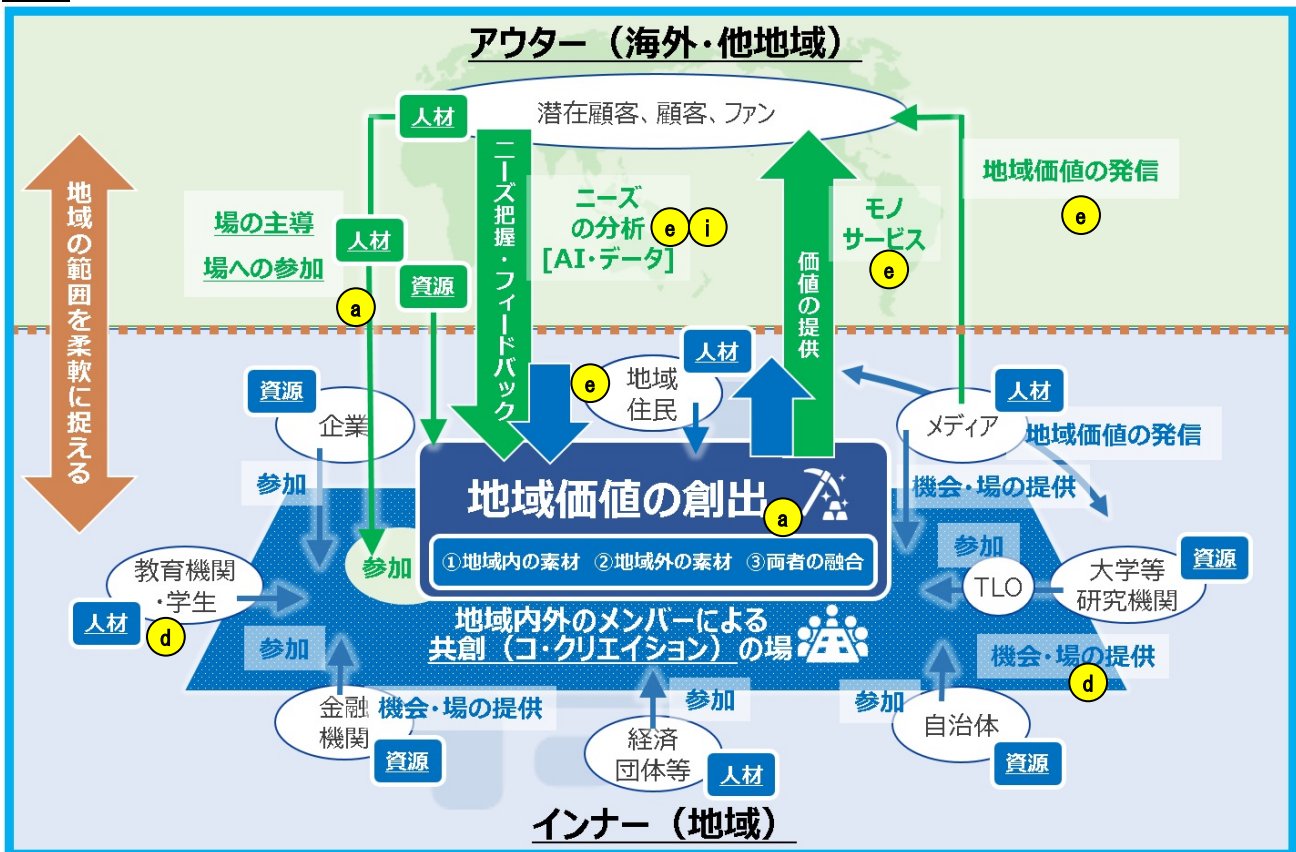 アウター（海外・他地域）
潜在顧客、顧客、ファン
人材
ニーズ把握・フィードバック
ニーズ
の分析
[AI・データ]
e
i
価値の提供
モノ
サービス
e
地域価値の発信
e
場の主導
場への参加
人材
a
資源
地域の範囲を柔軟に捉える
資源
企業
参加
e
地域
住民
人材
人材
メディア
地域価値の発信
機会・場の提供
地域価値の創出
a
①地域内の素材 ②地域外の素材 ③両者の融合
参加
教育機関
・学生
人材
d
参加
TLO
大学等
研究機関
資源
地域内外のメンバーによる
共創（コ・クリエイション）の場
参加
金融
機関
機会・場の提供
資源
参加
経済
団体等
人材
機会・場の提供
d
参加
自治体
資源
インナー（地域）